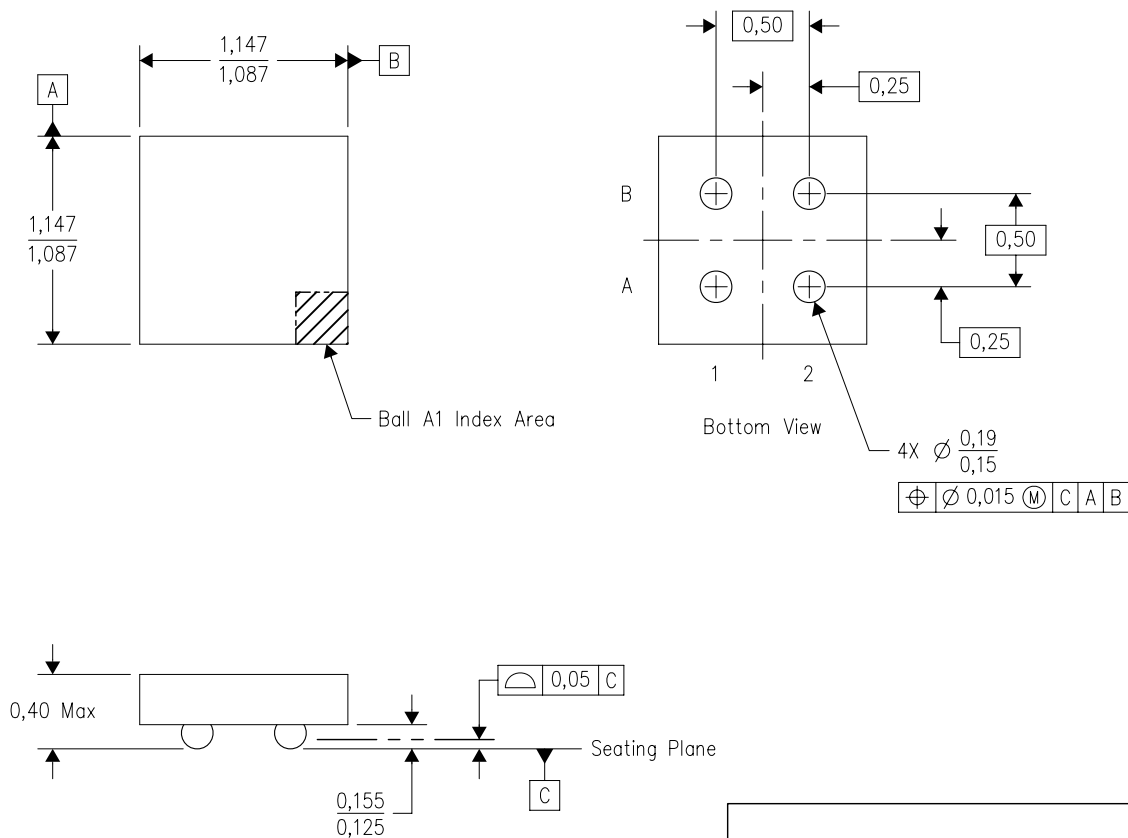 0,50
1,147
1,087
B
A
0,25
1,147
1,087
B
0,50
A
0,25
1 2
Ball A1 Index Area
Bottom View
4X Ø 0,19
0,15
⌖ Ø 0,015 Ⓜ C A B
⌓ 0,05 C
0,40 Max
Seating Plane
C
0,155
0,125